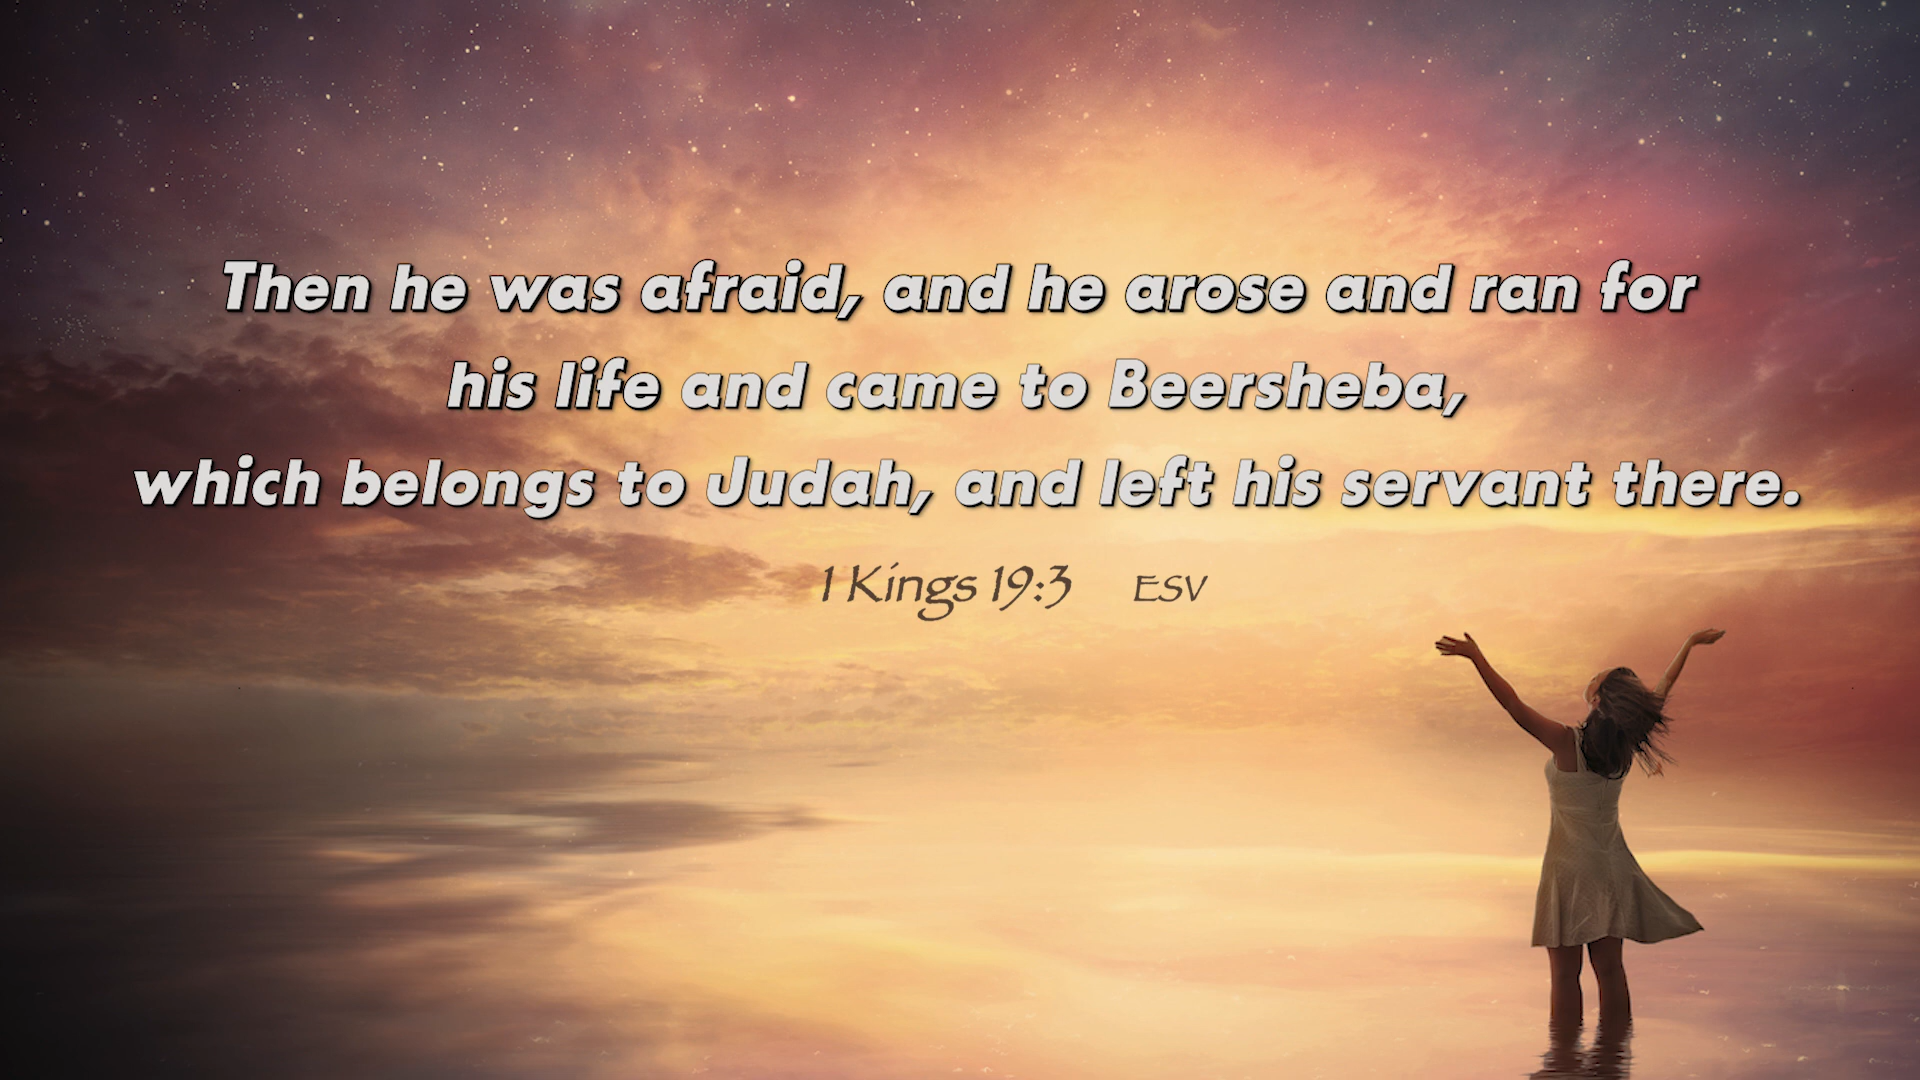 Then he was afraid, and he arose and ran for
his life and came to Beersheba,
which belongs to Judah, and left his servant there.
1 Kings 19:3 ESV